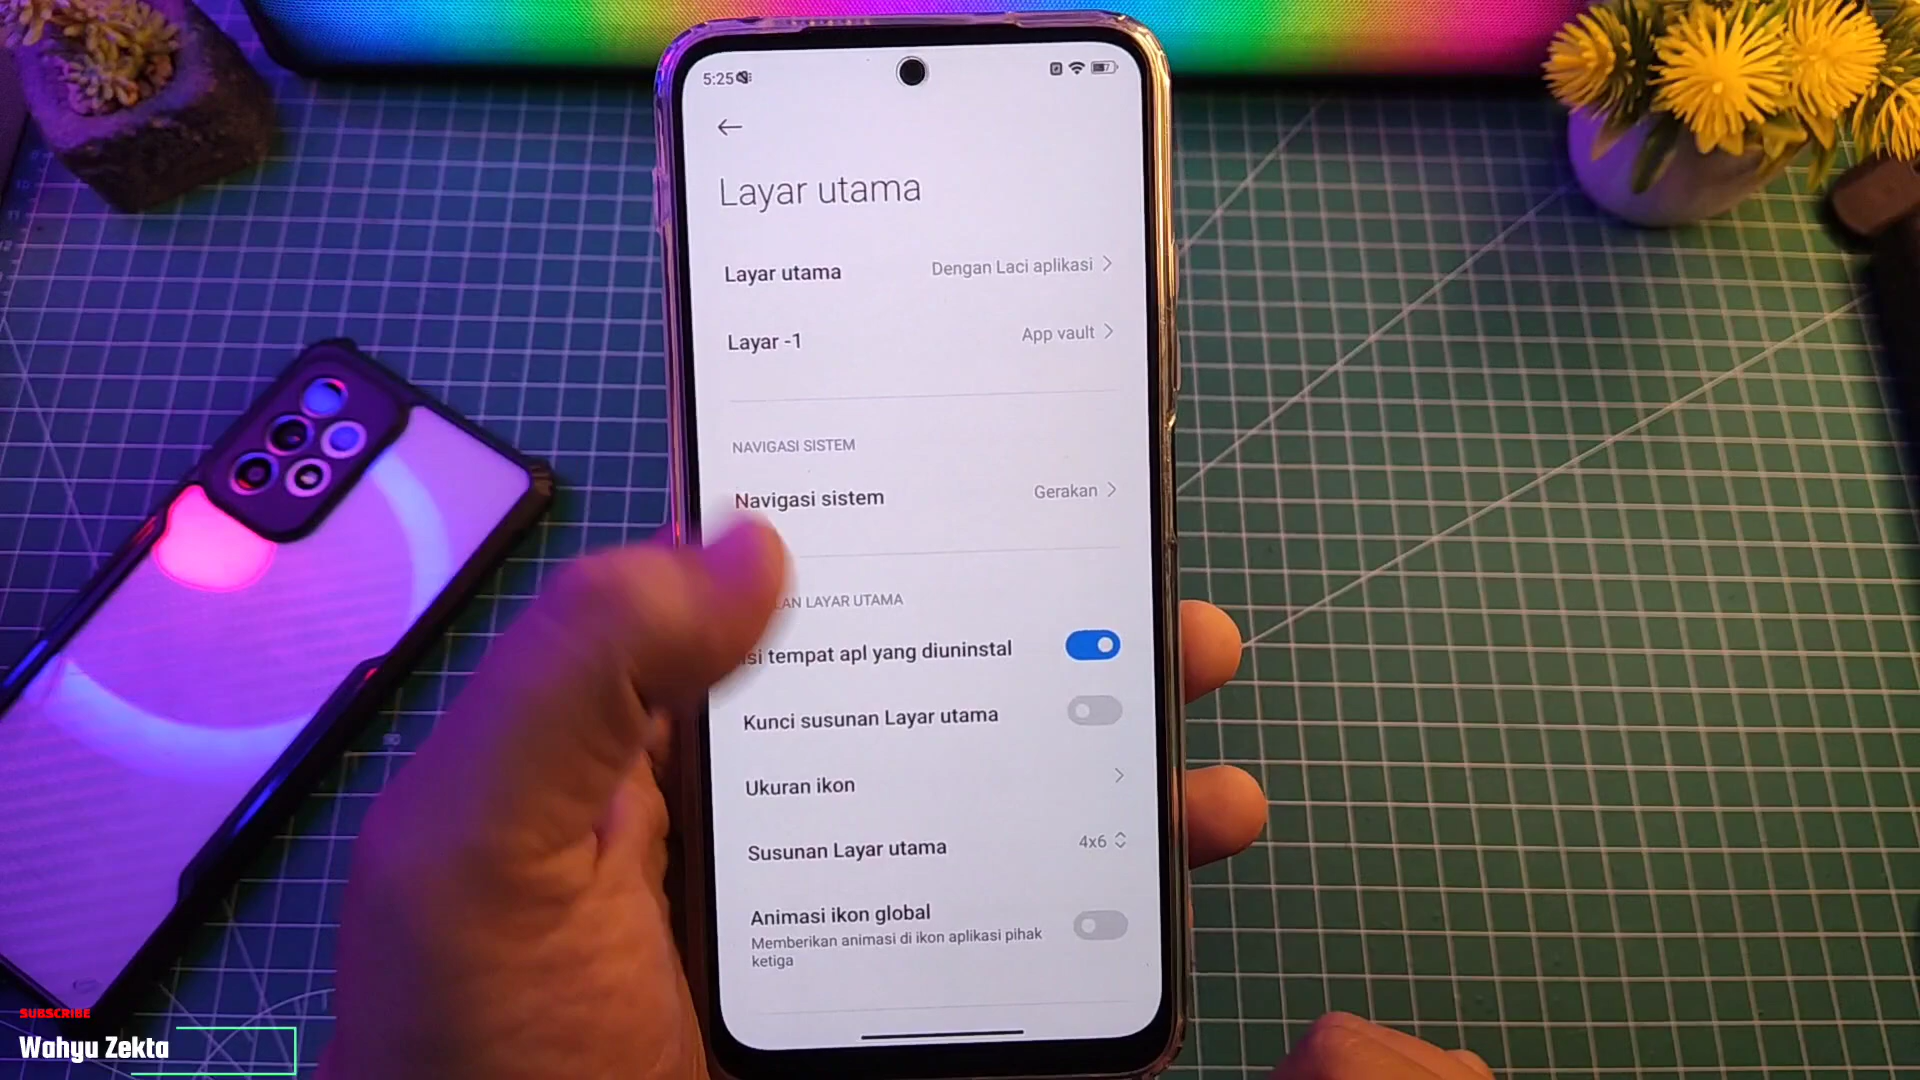 5:25
Layar utama
Layar utama Dengan Laci aplikasi
Layar -1 App vault
NAVIGASI SISTEM
Navigasi sistem Gerakan
LAN LAYAR UTAMA
si tempat apl yang diuninstal
Kunci susunan Layar utama
Ukuran ikon
Susunan Layar utama 4x6
Animasi ikon global
Memberikan animasi di ikon aplikasi pihak
ketiga
SUBSCRIBE
Wahyu Zekta